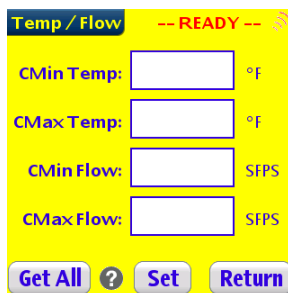 Temp / Flow -- READY --
CMin Temp: °F
CMax Temp: °F
CMin Flow: SFPS
CMax Flow: SFPS
Get All ? Set Return